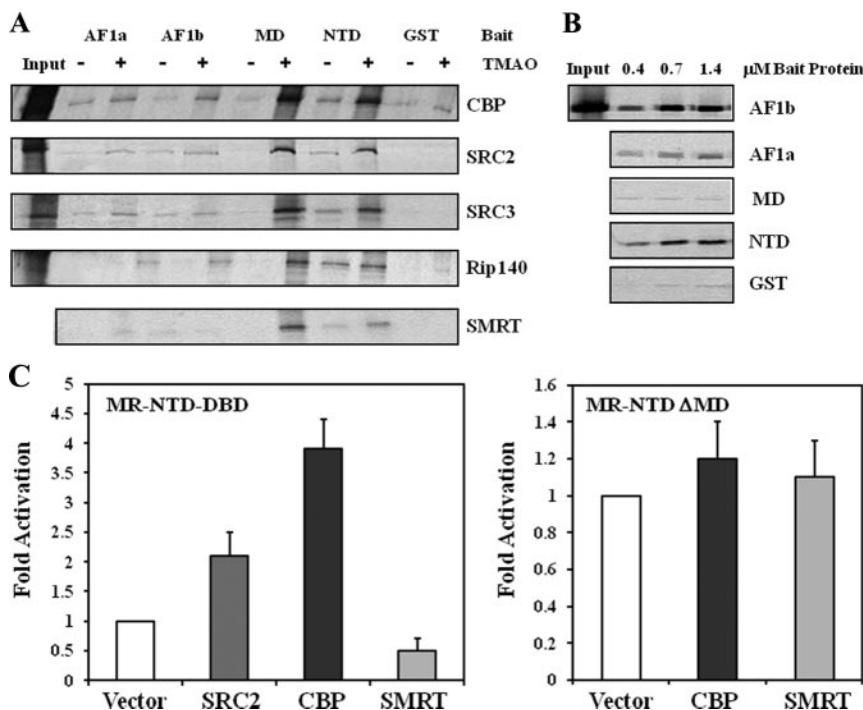 A
AF1a AF1b MD NTD GST Bait
Input - + - + - + - + - + TMAO
CBP
SRC2
SRC3
Rip140
SMRT
B
Input 0.4 0.7 1.4 μM Bait Protein
AF1b
AF1a
MD
NTD
GST
C
MR-NTD-DBD
Fold Activation
5
4.5
4
3.5
3
2.5
2
1.5
1
0.5
0
Vector SRC2 CBP SMRT
MR-NTD ΔMD
Fold Activation
1.6
1.4
1.2
1
0.8
0.6
0.4
0.2
0
Vector CBP SMRT